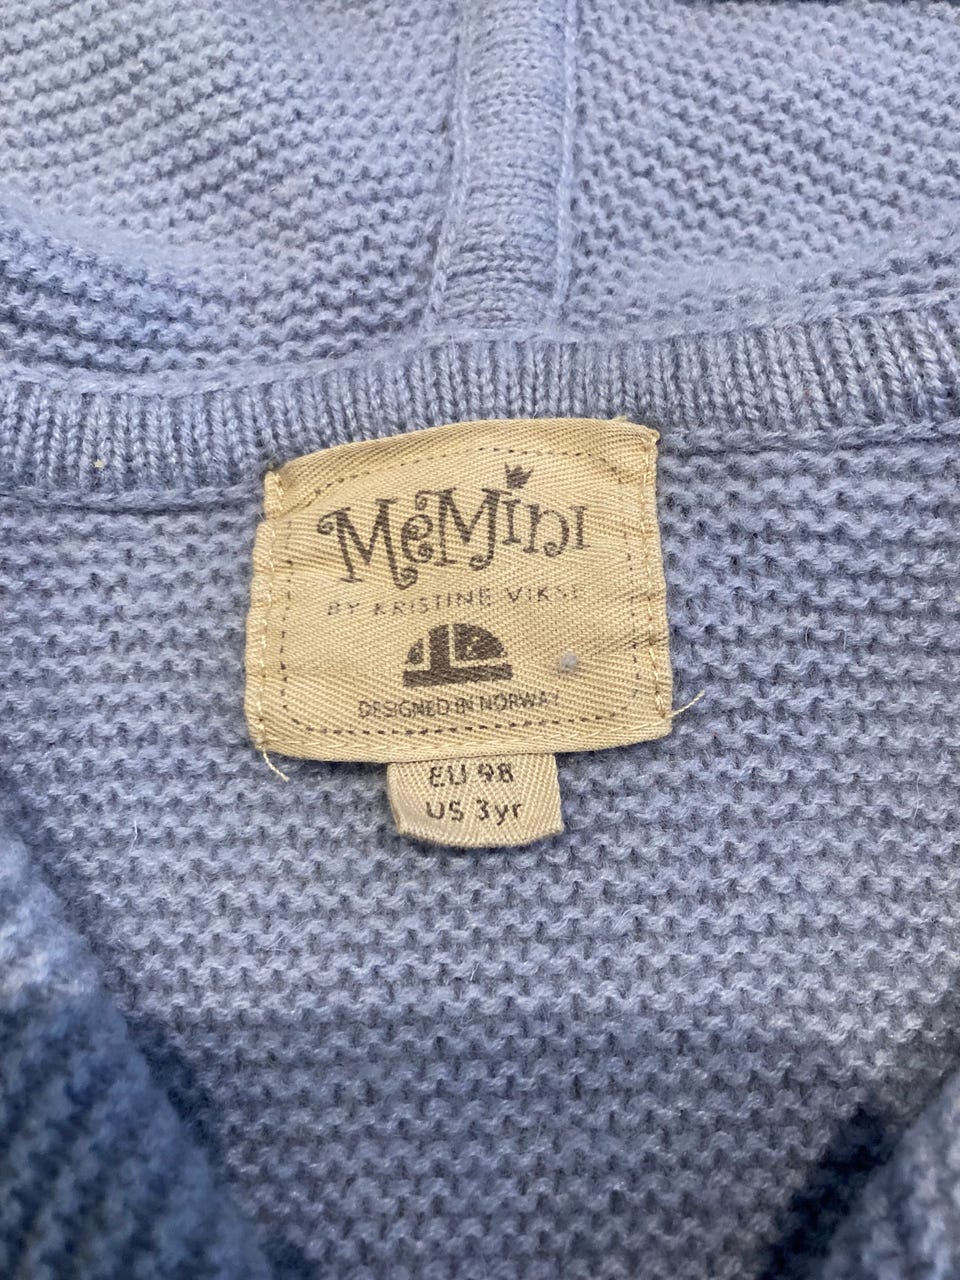 MeMini
BY KRISTINE VIKSE
DESIGNED IN NORWAY
EU 98
US 3yr